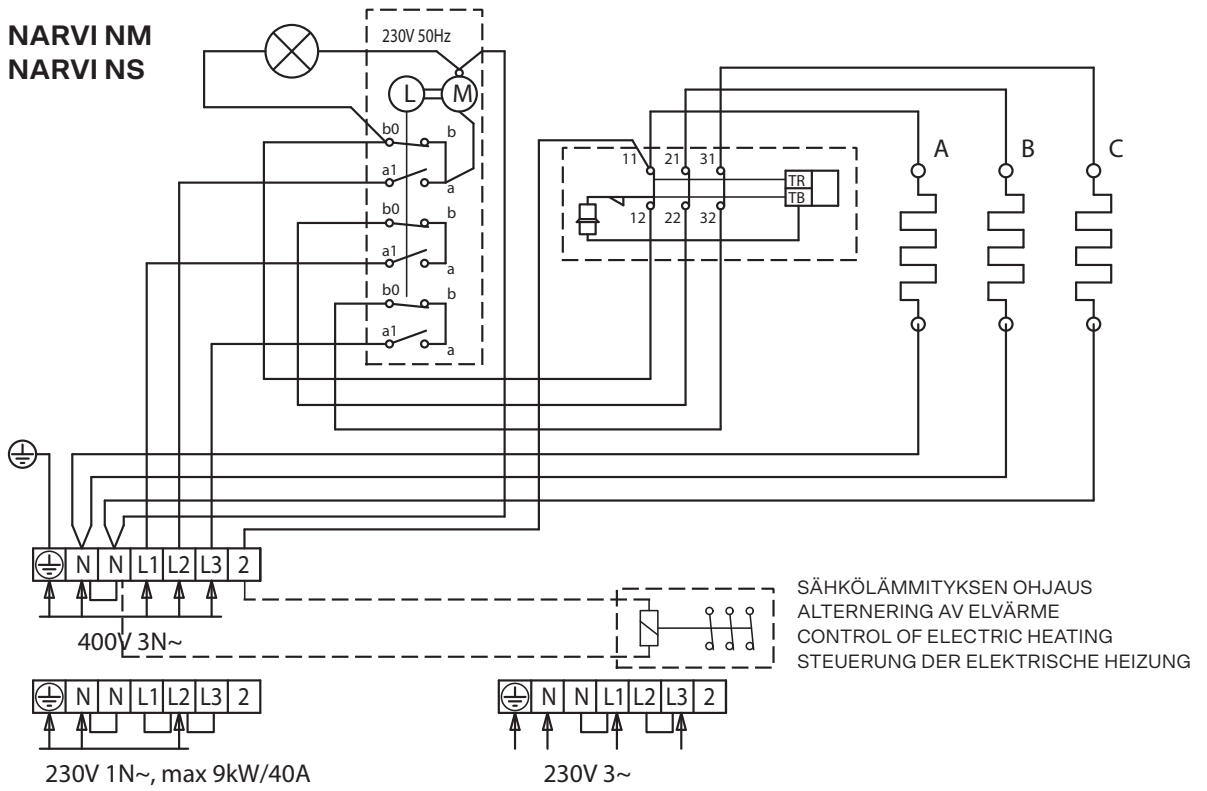 NARVI NM
NARVI NS
230V 50Hz
L
M
b0
b
a1
a
b0
b
a1
a
b0
b
a1
a
11
21
31
TR
TB
12
22
32
A
B
C
N N L1 L2 L3 2
400V 3N~
SÄHKÖLÄMMITYKSEN OHJAUS
ALTERNERING AV ELVÄRME
CONTROL OF ELECTRIC HEATING
STEUERUNG DER ELEKTRISCHE HEIZUNG
N N L1 L2 L3 2
230V 1N~, max 9kW/40A
N N L1 L2 L3 2
230V 3~